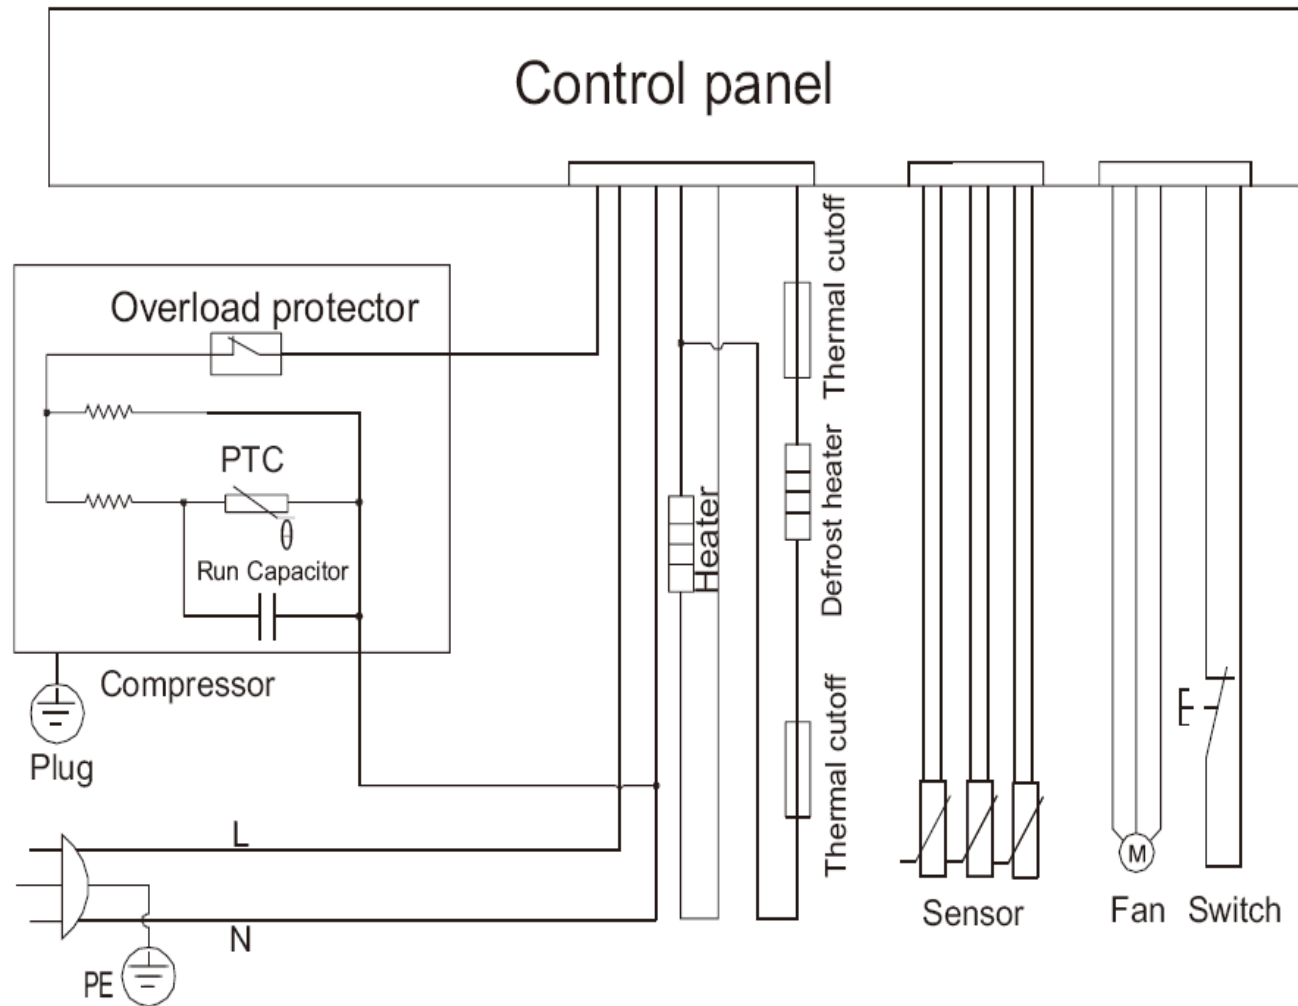 Control panel
Overload protector
PTC
θ
Run Capacitor
Compressor
Plug
L
N
PE
Heater
Thermal cutoff
Defrost heater
Thermal cutoff
Sensor
M
Fan
Switch